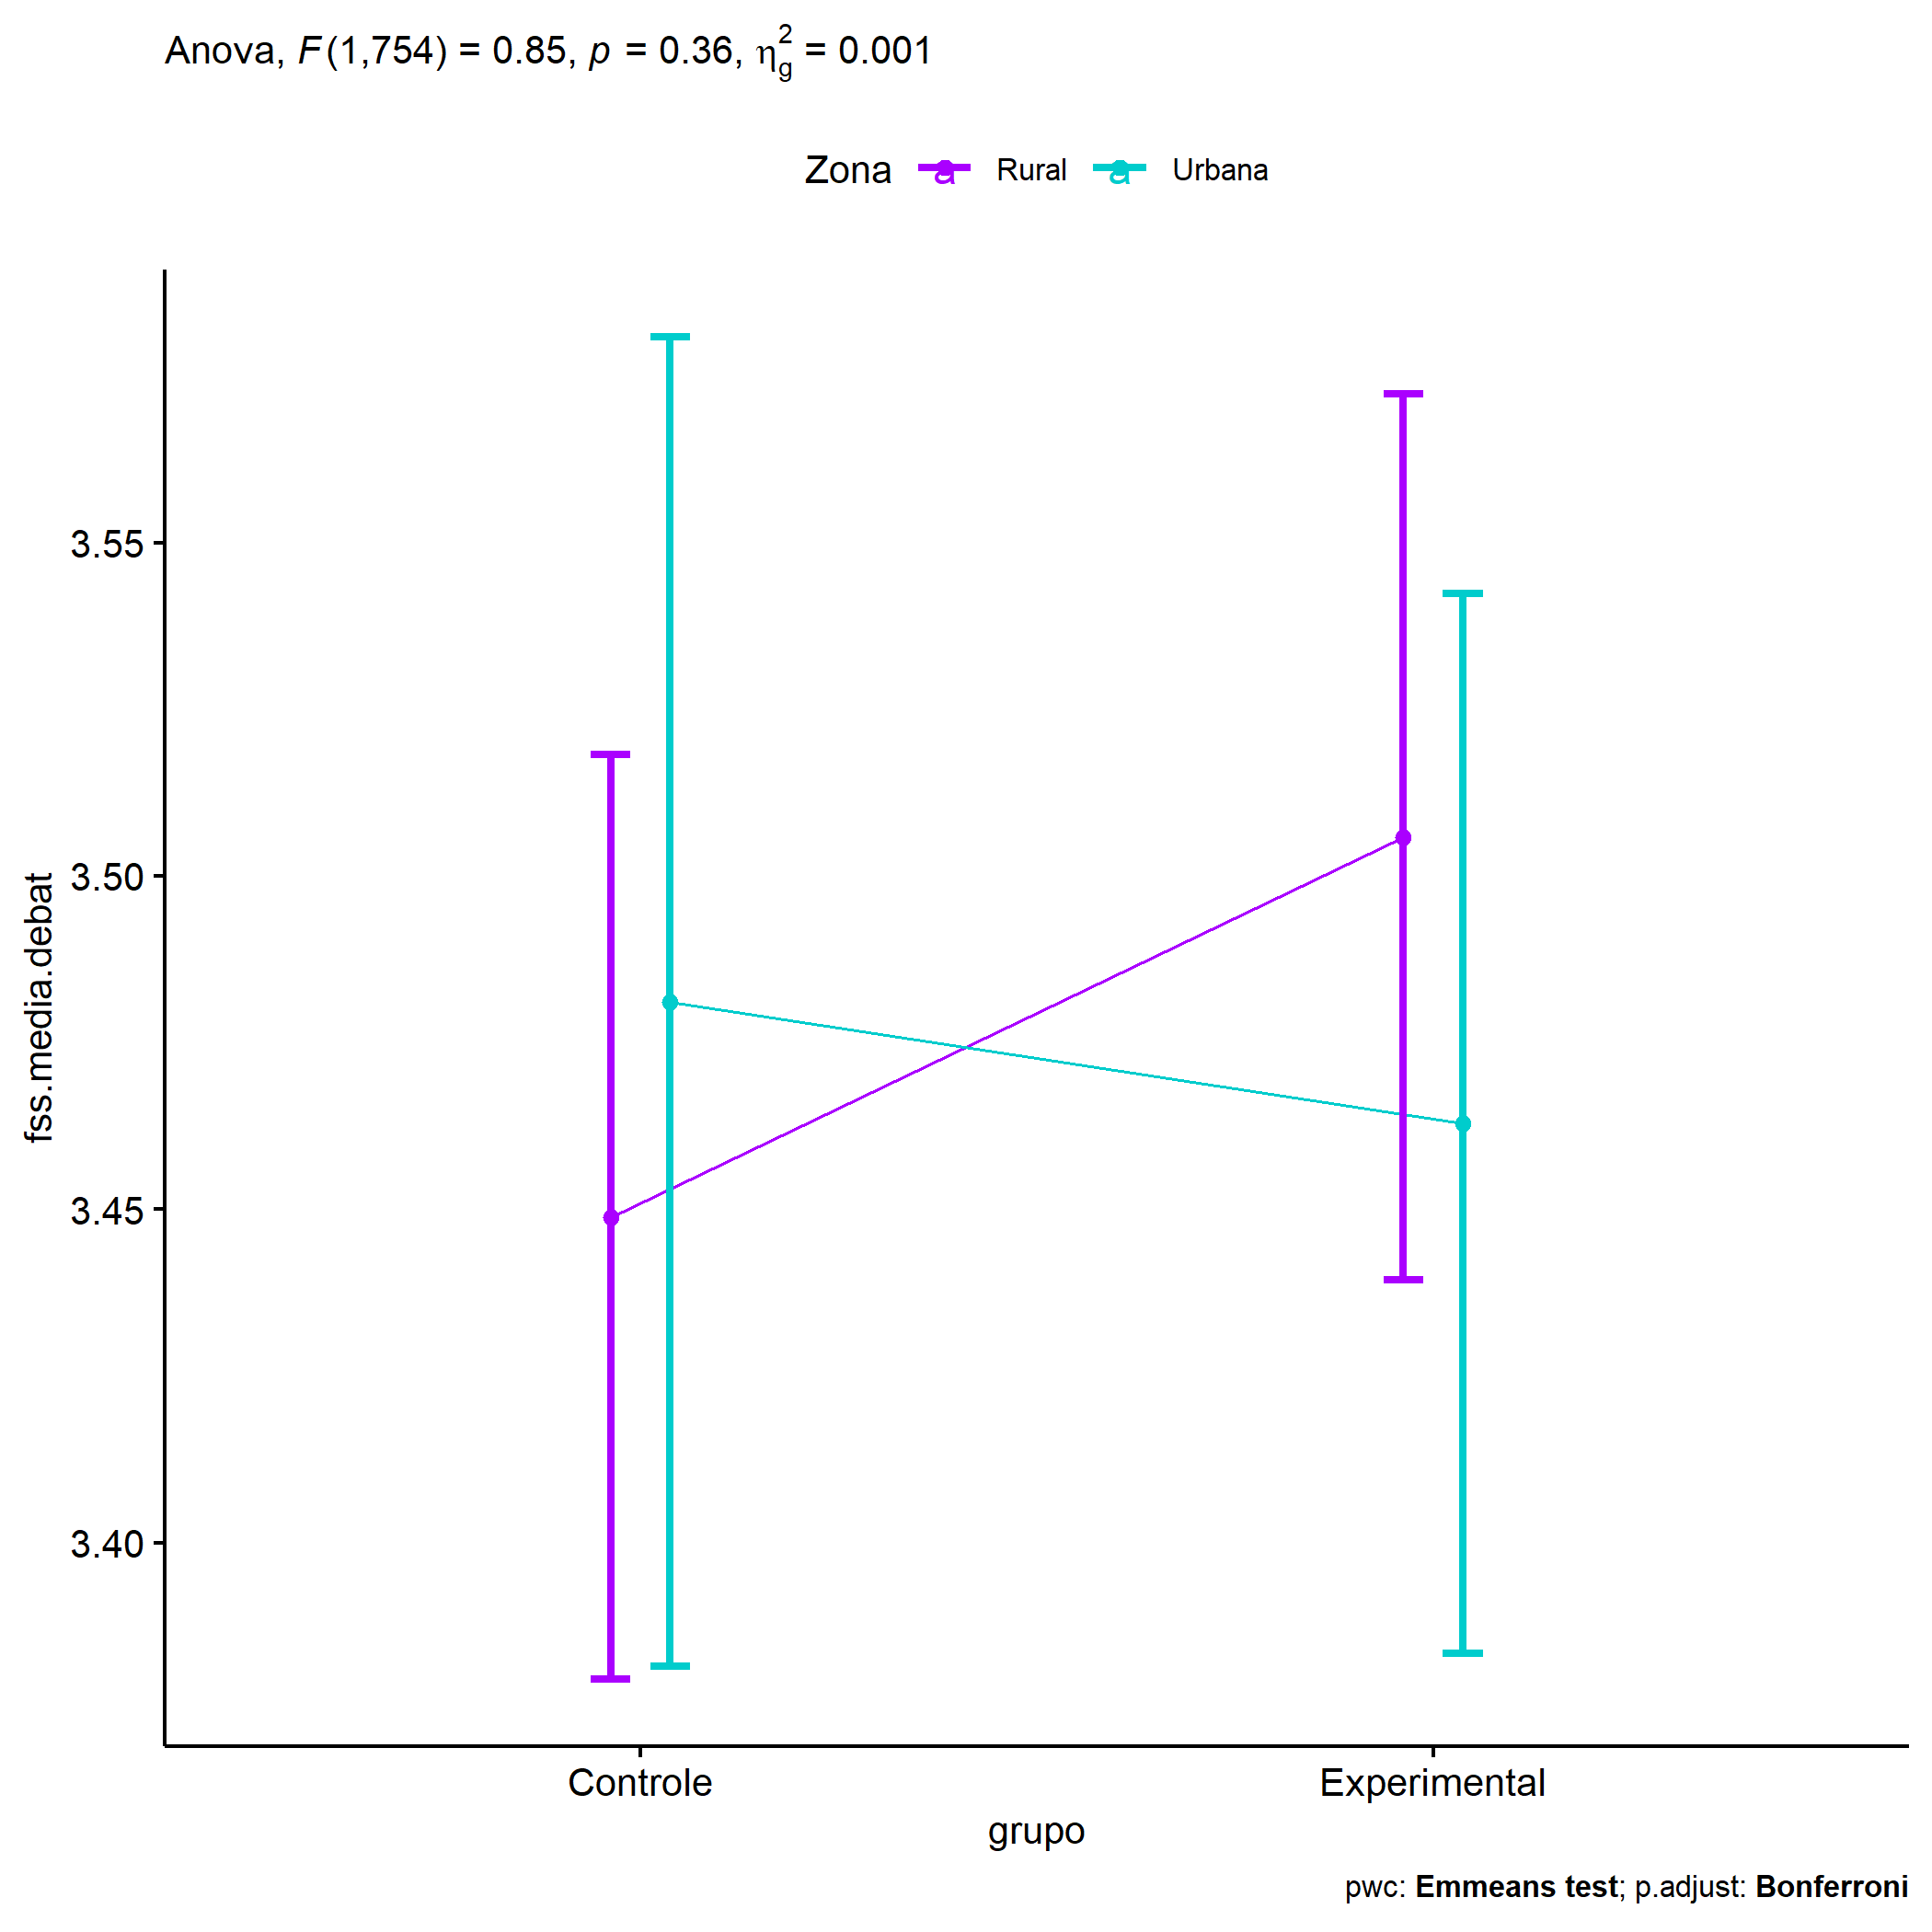 Anova, F(1,754) = 0.85, p = 0.36, η²g = 0.001
Zona a Rural a Urbana
3.55
3.50
3.45
3.40
fss.media.debat
Controle Experimental
grupo
pwc: Emmeans test; p.adjust: Bonferroni